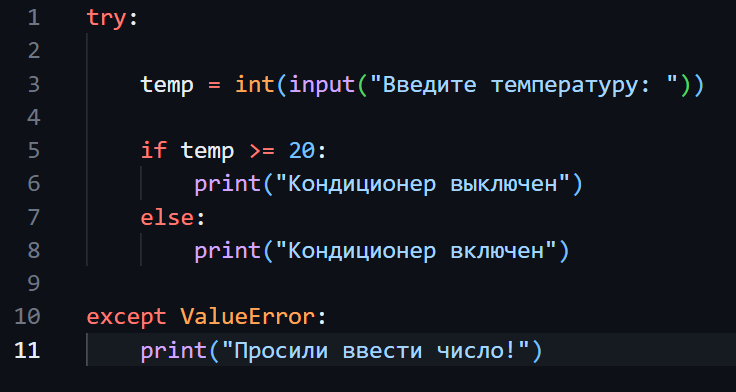 1 try:
2
3 temp = int(input("Введите температуру: "))
4
5 if temp >= 20:
6 print("Кондиционер выключен")
7 else:
8 print("Кондиционер включен")
9
10 except ValueError:
11 print("Просили ввести число!")